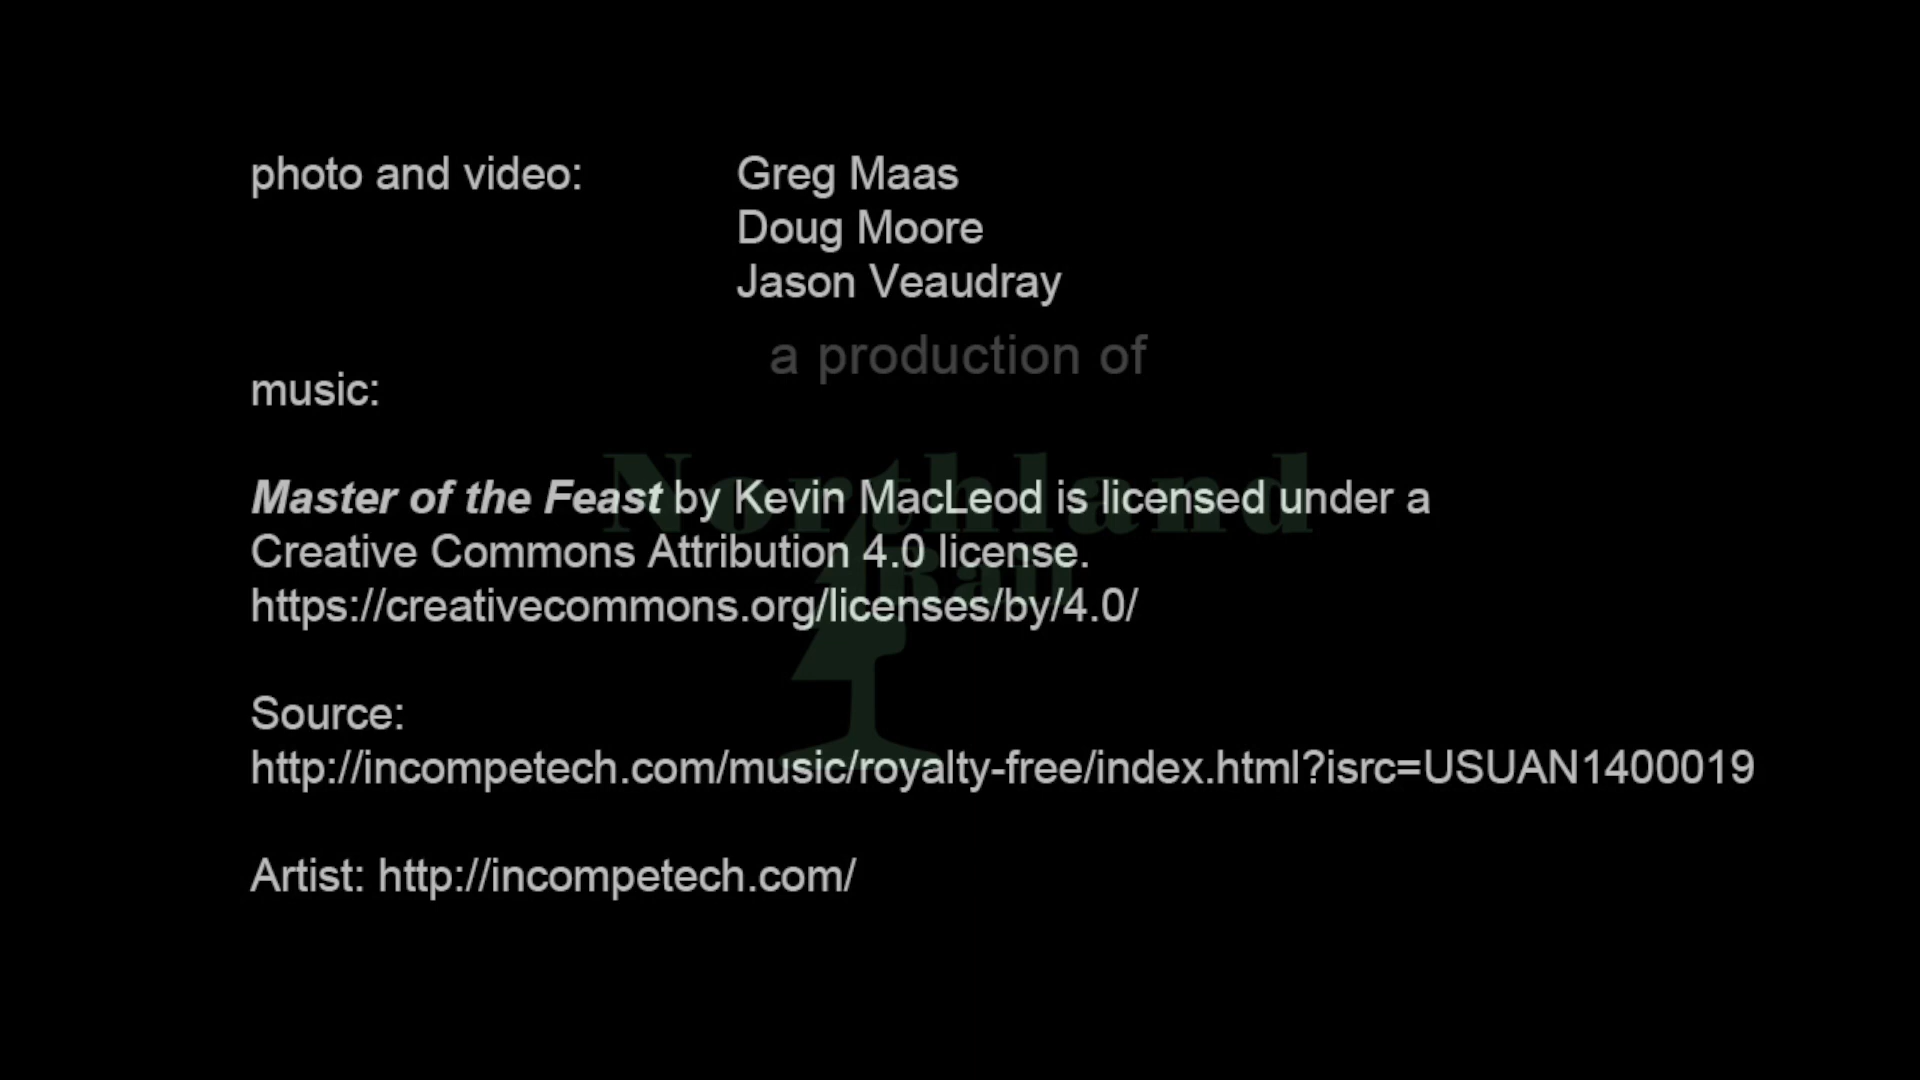 photo and video: Greg Maas
Doug Moore
Jason Veaudray
a production of
music:
Northland
Master of the Feast by Kevin MacLeod is licensed under a
Creative Commons Attribution 4.0 license.
Rail
https://creativecommons.org/licenses/by/4.0/
Source:
http://incompetech.com/music/royalty-free/index.html?isrc=USUAN1400019
Artist: http://incompetech.com/